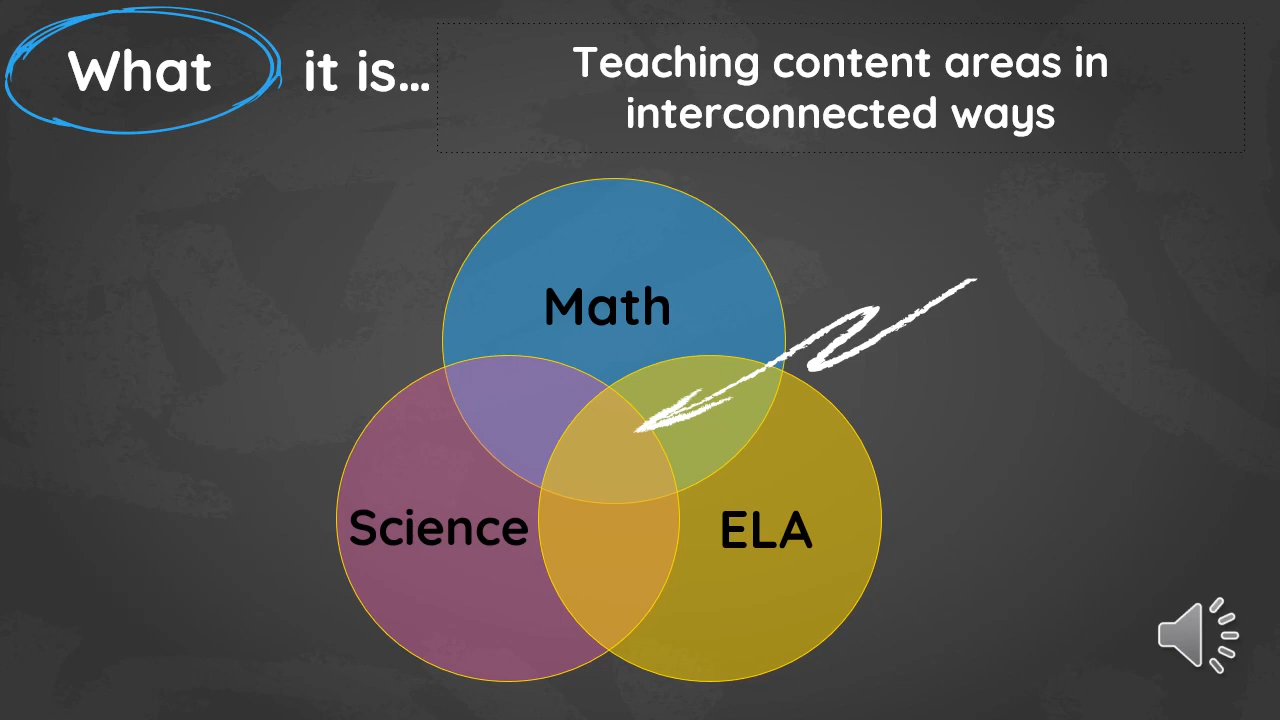 What it is…
Teaching content areas in
interconnected ways
Math
Science
ELA